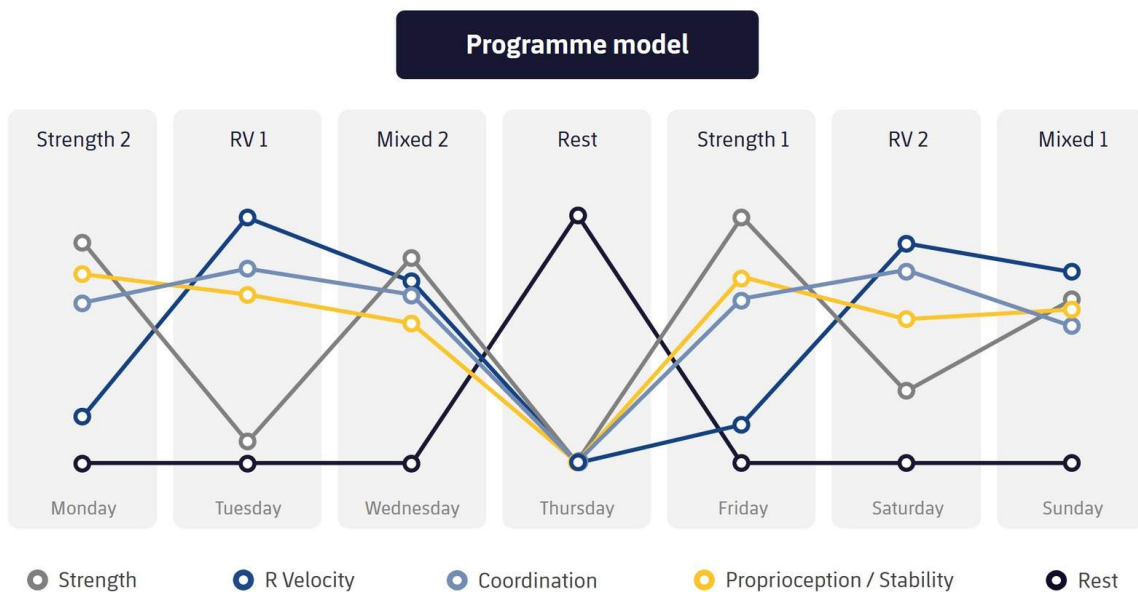 Programme model
Strength 2
RV 1
Mixed 2
Rest
Strength 1
RV 2
Mixed 1
Monday
Tuesday
Wednesday
Thursday
Friday
Saturday
Sunday
Strength
R Velocity
Coordination
Proprioception / Stability
Rest